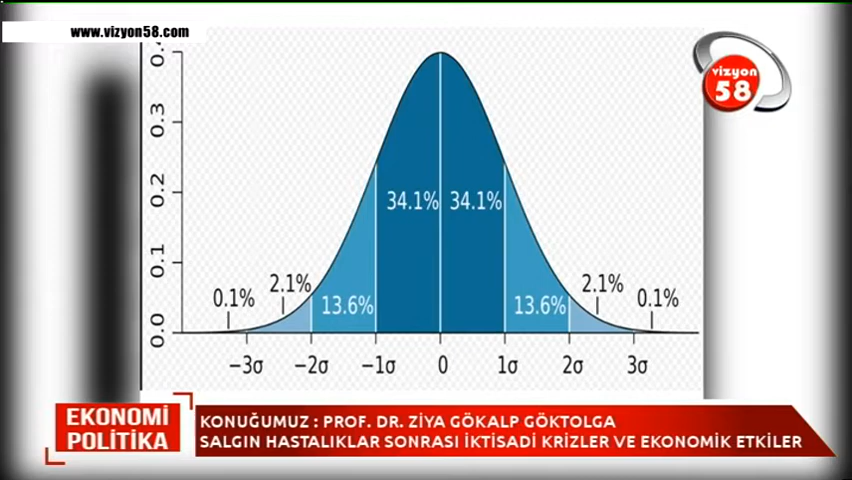 www.vizyon58.com
vizyon
58
0.4
0.3
0.2
0.1
0.0
34.1% 34.1%
0.1% 2.1% 13.6% 13.6% 2.1% 0.1%
−3σ −2σ −1σ 0 1σ 2σ 3σ
EKONOMİ
POLİTİKA
KONUĞUMUZ : PROF. DR. ZİYA GÖKALP GÖKTOLGA
SALGIN HASTALIKLAR SONRASI İKTİSADİ KRİZLER VE EKONOMİK ETKİLER